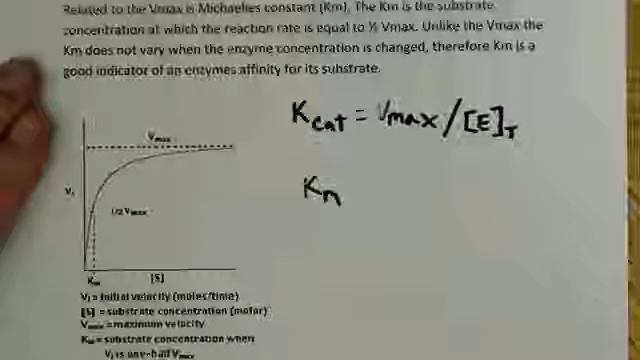 Related to the Vmax is Michaelies constant (Km). The Km is the substrate
concentration at which the reaction rate is equal to ½ Vmax. Unlike the Vmax the
Km does not vary when the enzyme concentration is changed, therefore Km is a
good indicator of an enzymes affinity for its substrate.
Kcat = Vmax/[E]T
Km
Vmax
Vi
1/2 Vmax
Km
[S]
Vi = initial velocity (moles/time)
[S] = substrate concentration (molar)
Vmax = maximum velocity
Km = substrate concentration when
Vi is one-half Vmax